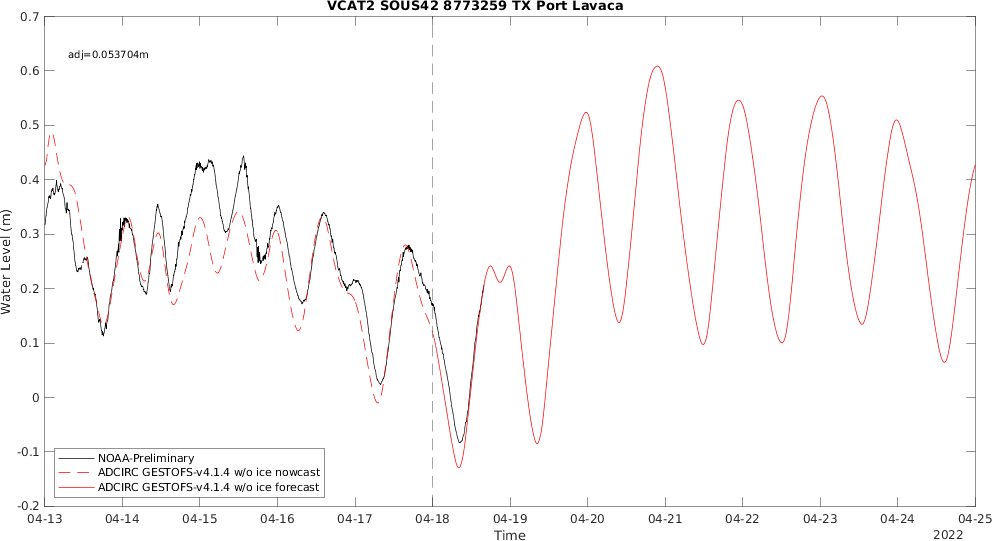 VCAT2 SOUS42 8773259 TX Port Lavaca
adj=0.053704m
0.7
0.6
0.5
0.4
0.3
0.2
0.1
0
-0.1
-0.2
Water Level (m)
NOAA-Preliminary
ADCIRC GESTOFS-v4.1.4 w/o ice nowcast
ADCIRC GESTOFS-v4.1.4 w/o ice forecast
04-13 04-14 04-15 04-16 04-17 04-18 04-19 04-20 04-21 04-22 04-23 04-24 04-25
Time
2022